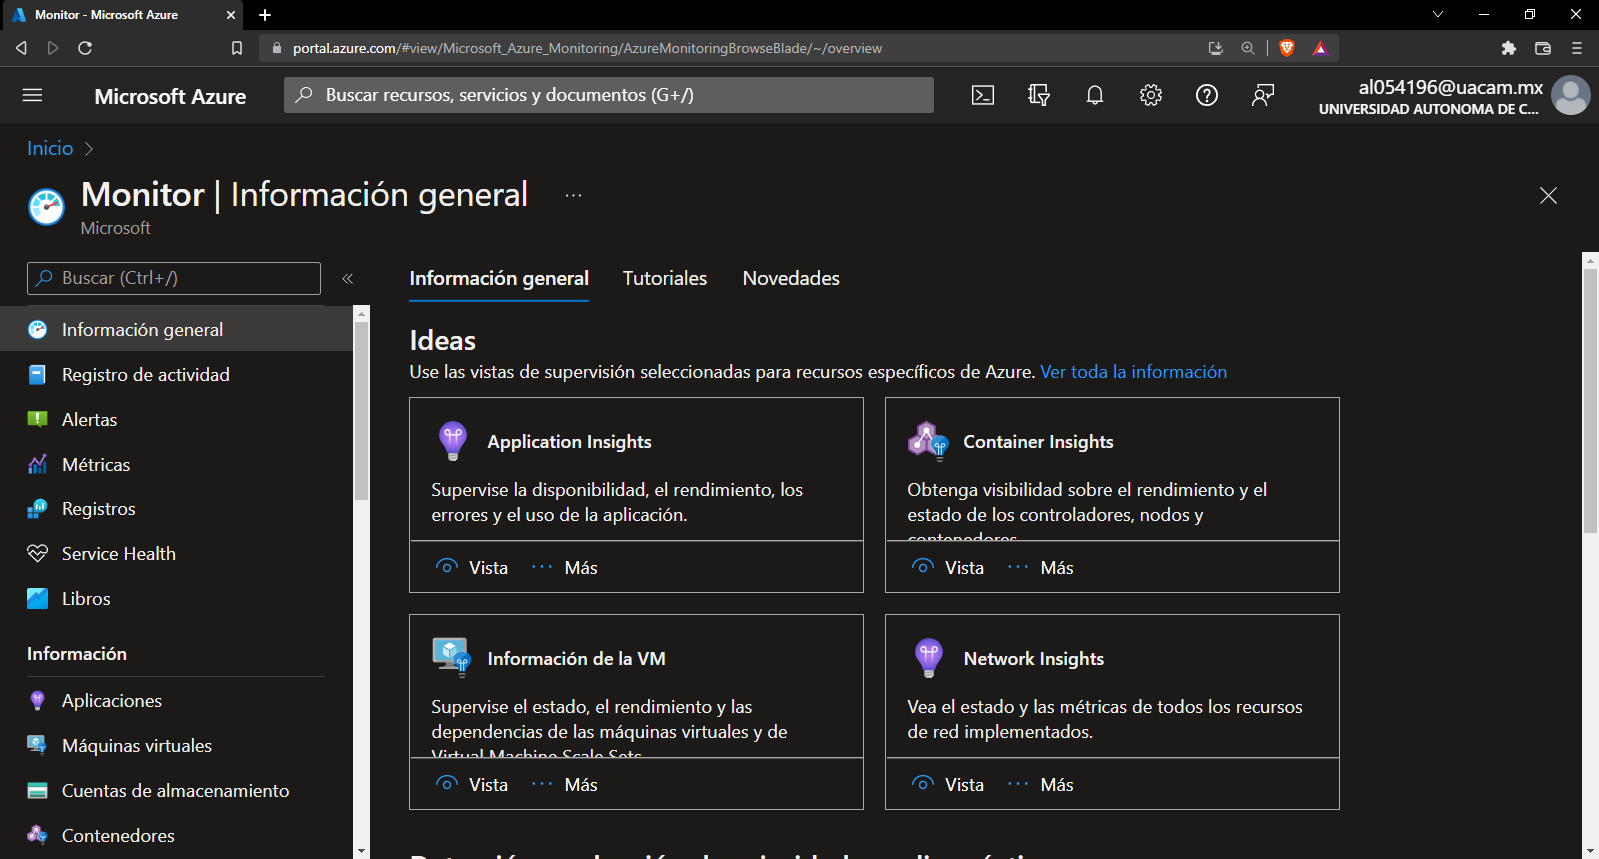 Monitor - Microsoft Azure
portal.azure.com/#view/Microsoft_Azure_Monitoring/AzureMonitoringBrowseBlade/~/overview
Microsoft Azure
Buscar recursos, servicios y documentos (G+/)
al054196@uacam.mx
UNIVERSIDAD AUTONOMA DE C...
Inicio
Monitor | Información general
...
Microsoft
Buscar (Ctrl+/)
«
Información general
Registro de actividad
Alertas
Métricas
Registros
Service Health
Libros
Información
Aplicaciones
Máquinas virtuales
Cuentas de almacenamiento
Contenedores
Información general
Tutoriales
Novedades
Ideas
Use las vistas de supervisión seleccionadas para recursos específicos de Azure. Ver toda la información
Application Insights
Supervise la disponibilidad, el rendimiento, los
errores y el uso de la aplicación.
Vista
... Más
Container Insights
Obtenga visibilidad sobre el rendimiento y el
estado de los controladores, nodos y
contenedores
Vista
... Más
Información de la VM
Supervise el estado, el rendimiento y las
dependencias de las máquinas virtuales y de
Virtual Machine Scale Sets
Vista
... Más
Network Insights
Vea el estado y las métricas de todos los recursos
de red implementados.
Vista
... Más